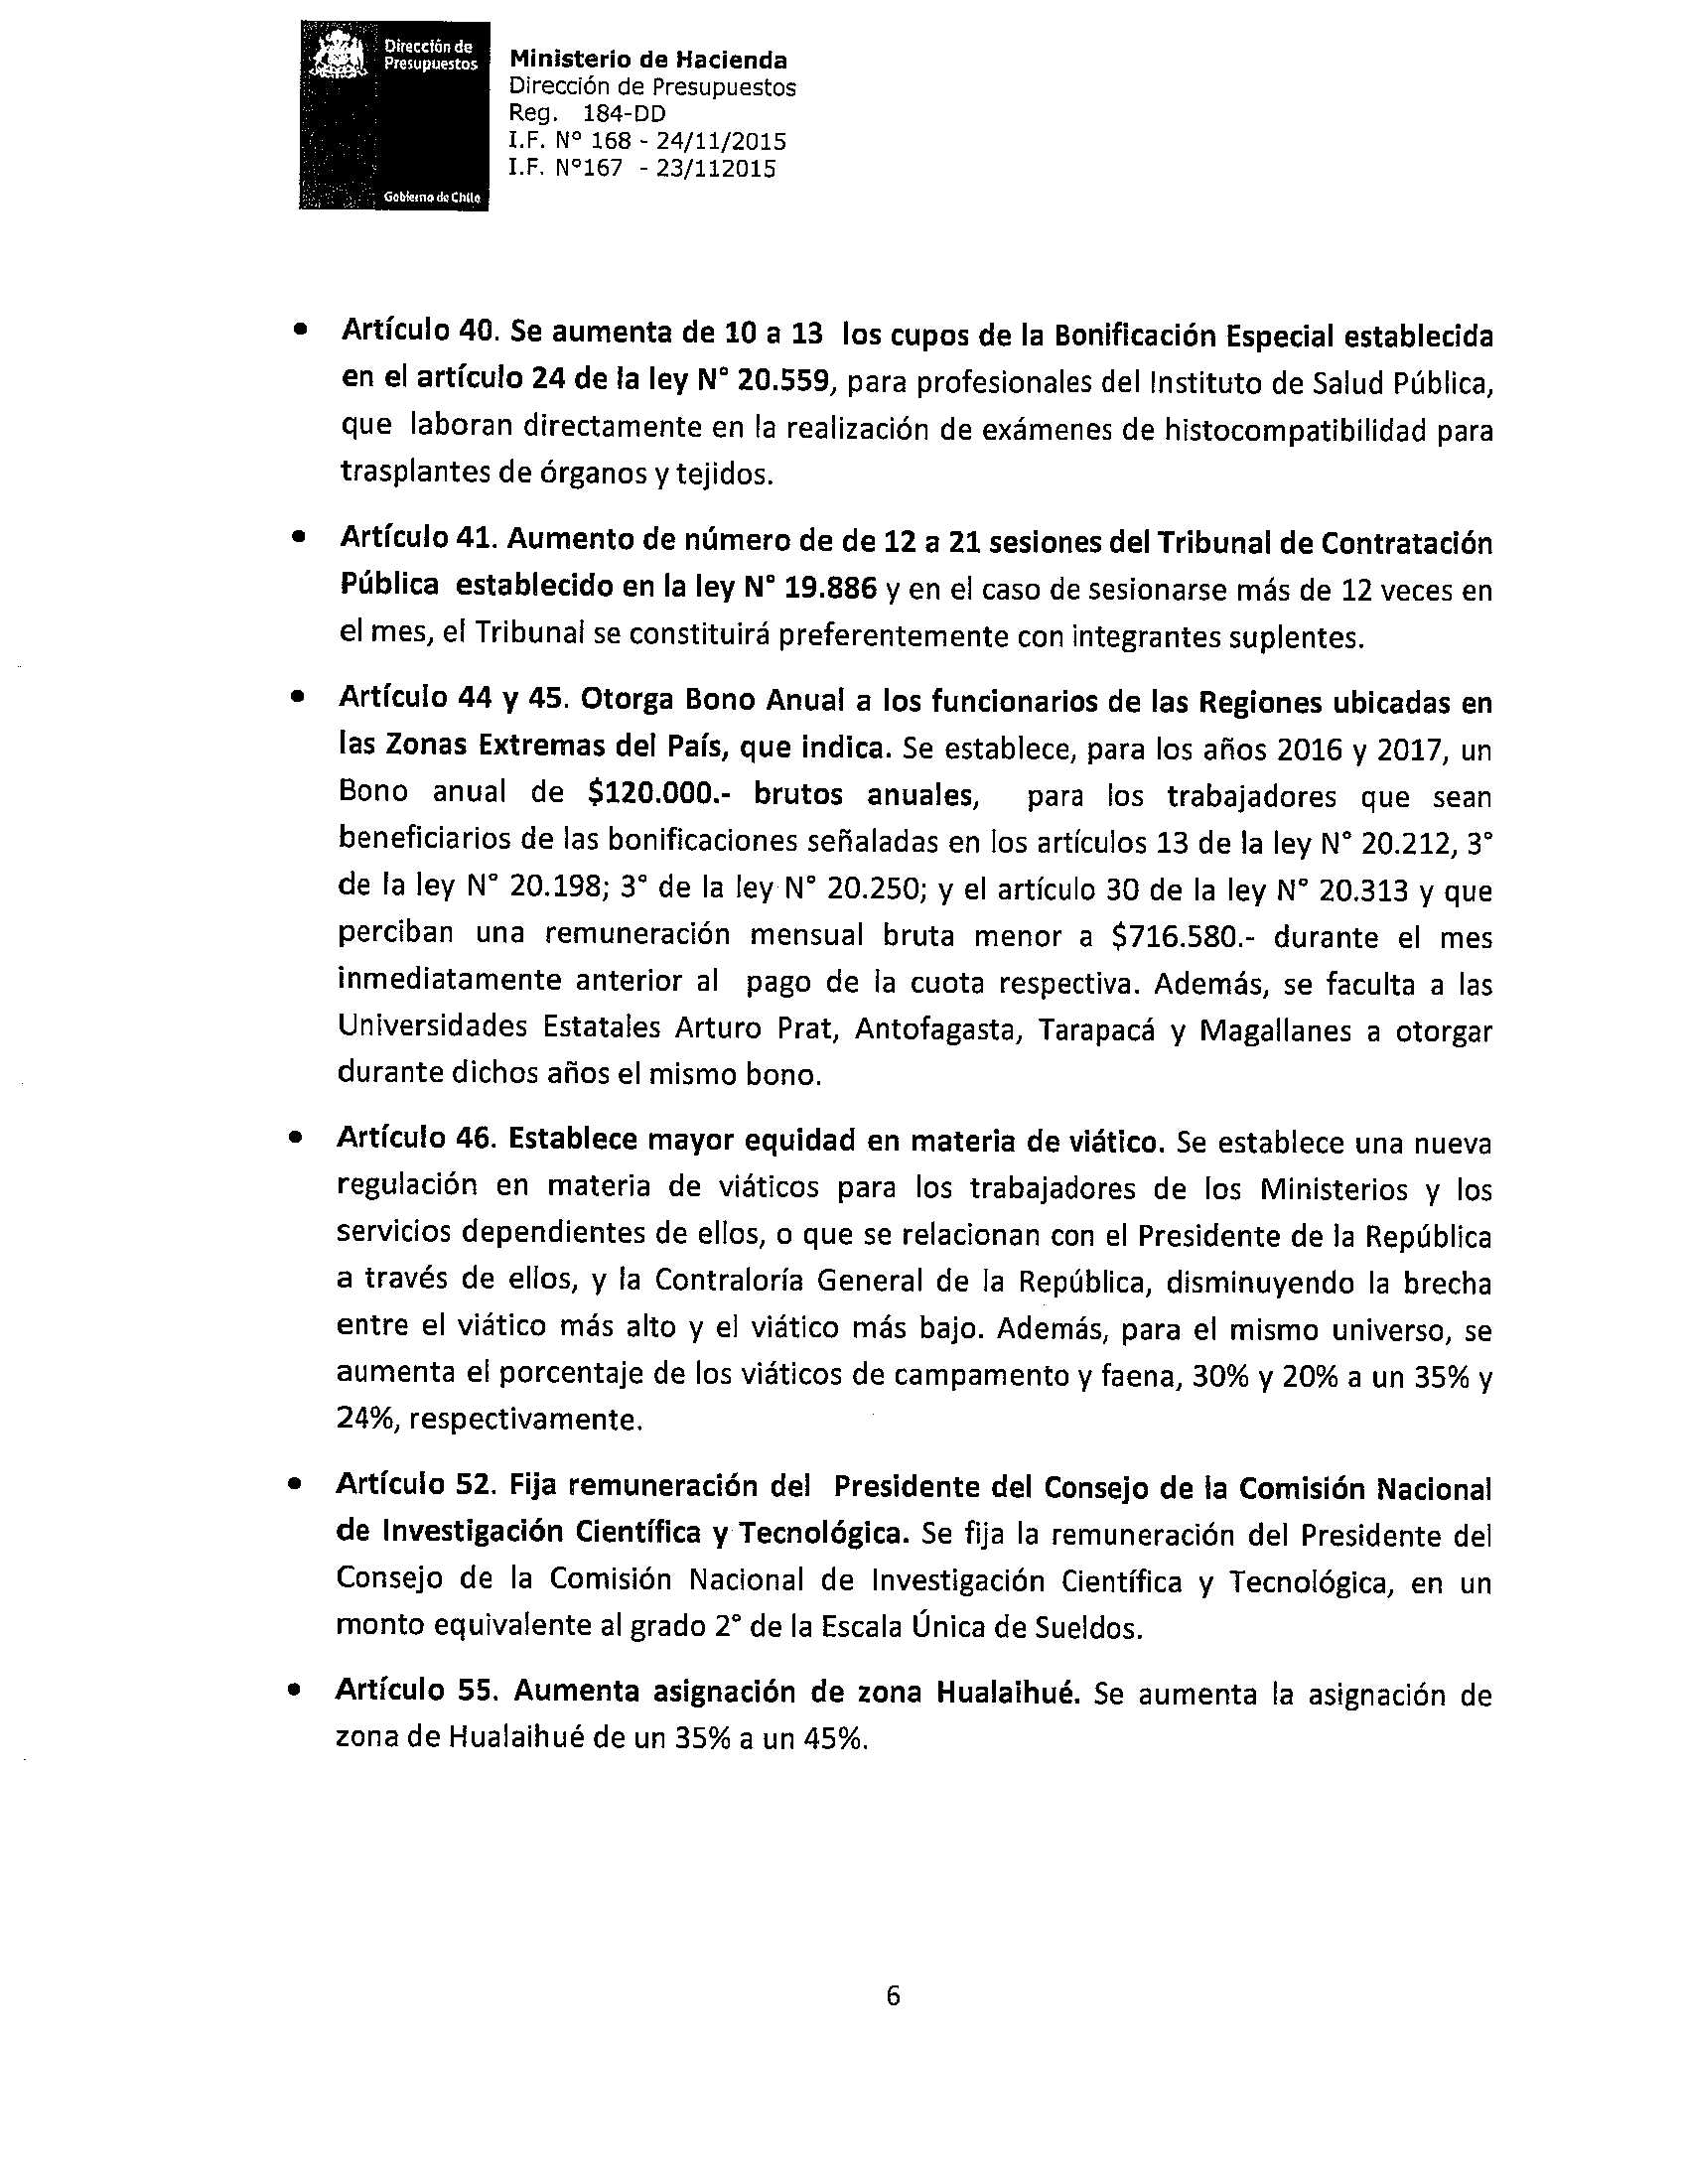 Dirección de
Presupuestos
Gobierno de Chile
Ministerio de Hacienda
Dirección de Presupuestos
Reg. 184-DD
I.F. N° 168 - 24/11/2015
I.F. N°167 - 23/112015
• Artículo 40. Se aumenta de 10 a 13 los cupos de la Bonificación Especial establecida
en el artículo 24 de la ley N° 20.559, para profesionales del Instituto de Salud Pública,
que laboran directamente en la realización de exámenes de histocompatibilidad para
trasplantes de órganos y tejidos.
• Artículo 41. Aumento de número de de 12 a 21 sesiones del Tribunal de Contratación
Pública establecido en la ley N° 19.886 y en el caso de sesionarse más de 12 veces en
el mes, el Tribunal se constituirá preferentemente con integrantes suplentes.
• Artículo 44 y 45. Otorga Bono Anual a los funcionarios de las Regiones ubicadas en
las Zonas Extremas del País, que indica. Se establece, para los años 2016 y 2017, un
Bono anual de $120.000.- brutos anuales, para los trabajadores que sean
beneficiarios de las bonificaciones señaladas en los artículos 13 de la ley N° 20.212, 3°
de la ley N° 20.198; 3° de la ley N° 20.250; y el artículo 30 de la ley N° 20.313 y que
perciban una remuneración mensual bruta menor a $716.580.- durante el mes
inmediatamente anterior al pago de la cuota respectiva. Además, se faculta a las
Universidades Estatales Arturo Prat, Antofagasta, Tarapacá y Magallanes a otorgar
durante dichos años el mismo bono.
• Artículo 46. Establece mayor equidad en materia de viático. Se establece una nueva
regulación en materia de viáticos para los trabajadores de los Ministerios y los
servicios dependientes de ellos, o que se relacionan con el Presidente de la República
a través de ellos, y la Contraloría General de la República, disminuyendo la brecha
entre el viático más alto y el viático más bajo. Además, para el mismo universo, se
aumenta el porcentaje de los viáticos de campamento y faena, 30% y 20% a un 35% y
24%, respectivamente.
• Artículo 52. Fija remuneración del Presidente del Consejo de la Comisión Nacional
de Investigación Científica y Tecnológica. Se fija la remuneración del Presidente del
Consejo de la Comisión Nacional de Investigación Científica y Tecnológica, en un
monto equivalente al grado 2° de la Escala Única de Sueldos.
• Artículo 55. Aumenta asignación de zona Hualaihué. Se aumenta la asignación de
zona de Hualaihué de un 35% a un 45%.
6